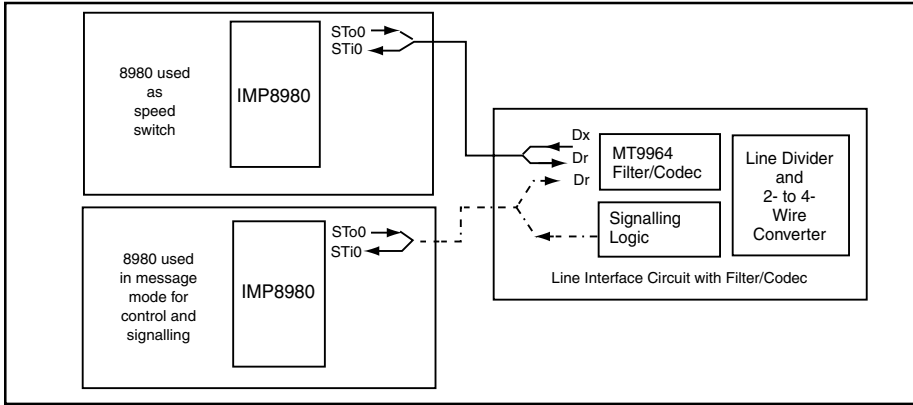 8980 used
as
speed
switch
IMP8980
STo0
STi0
8980 used
in message
mode for
control and
signalling
IMP8980
STo0
STi0
Dx
Dr
Dr
MT9964
Filter/Codec
Signalling
Logic
Line Divider
and
2- to 4-
Wire
Converter
Line Interface Circuit with Filter/Codec